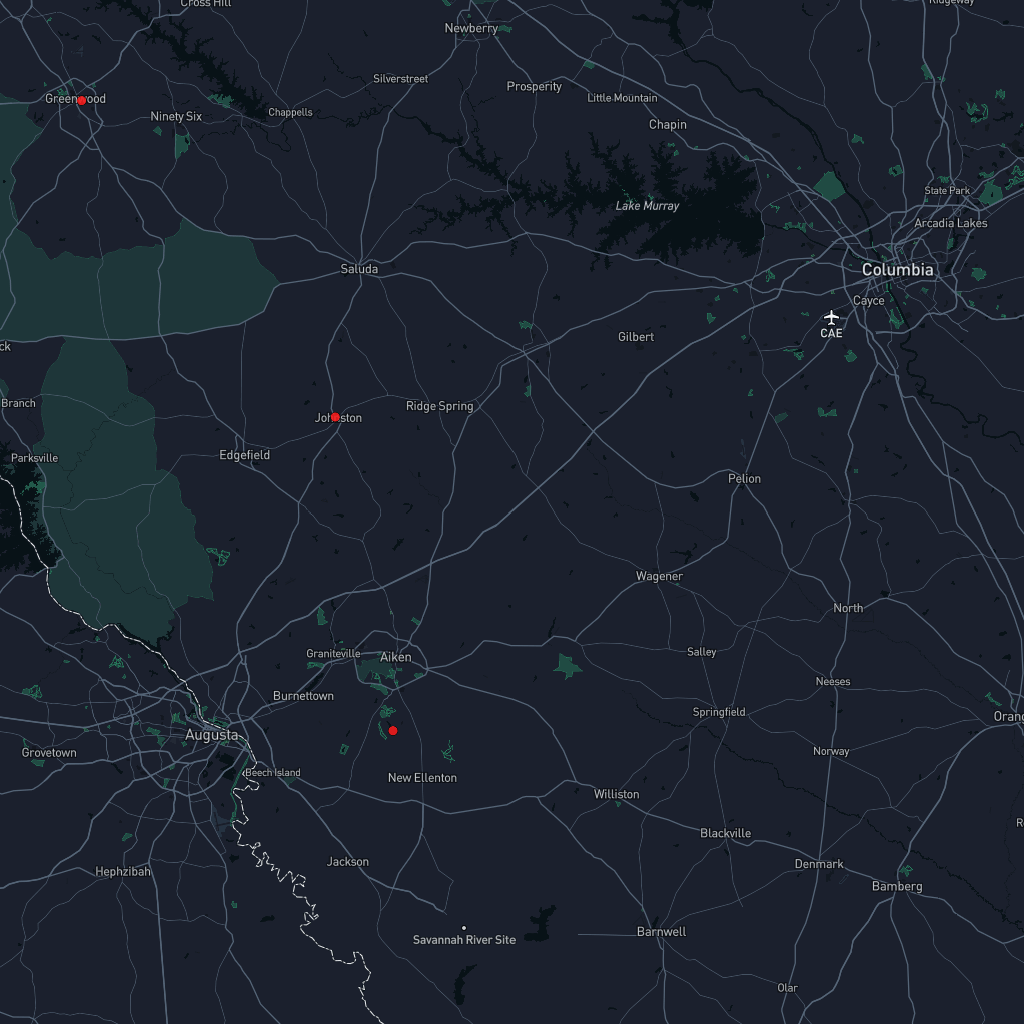 Cross Hill
Ridgeway
Newberry
Silverstreet
Prosperity
Little Mountain
Greenwood
Ninety Six
Chappells
Chapin
State Park
Lake Murray
Arcadia Lakes
Saluda
Columbia
Cayce
CAE
Gilbert
ck
Branch
Ridge Spring
Johnston
Edgefield
Parksville
Pelion
Wagener
North
Graniteville
Aiken
Salley
Neeses
Burnettown
Springfield
Orang
Augusta
Grovetown
Norway
Beech Island
New Ellenton
Williston
R
Blackville
Jackson
Denmark
Hephzibah
Bamberg
Savannah River Site
Barnwell
Olar